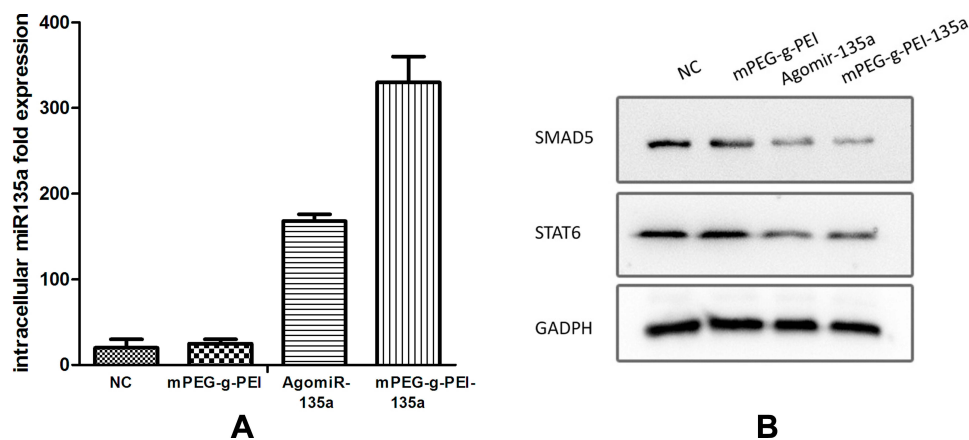 intracellular miR135a fold expression
400
300
200
100
0
NC
mPEG-g-PEI
AgomiR-
135a
mPEG-g-PEI-
135a
A
NC
mPEG-g-PEI
Agomir-135a
mPEG-g-PEI-135a
SMAD5
STAT6
GADPH
B